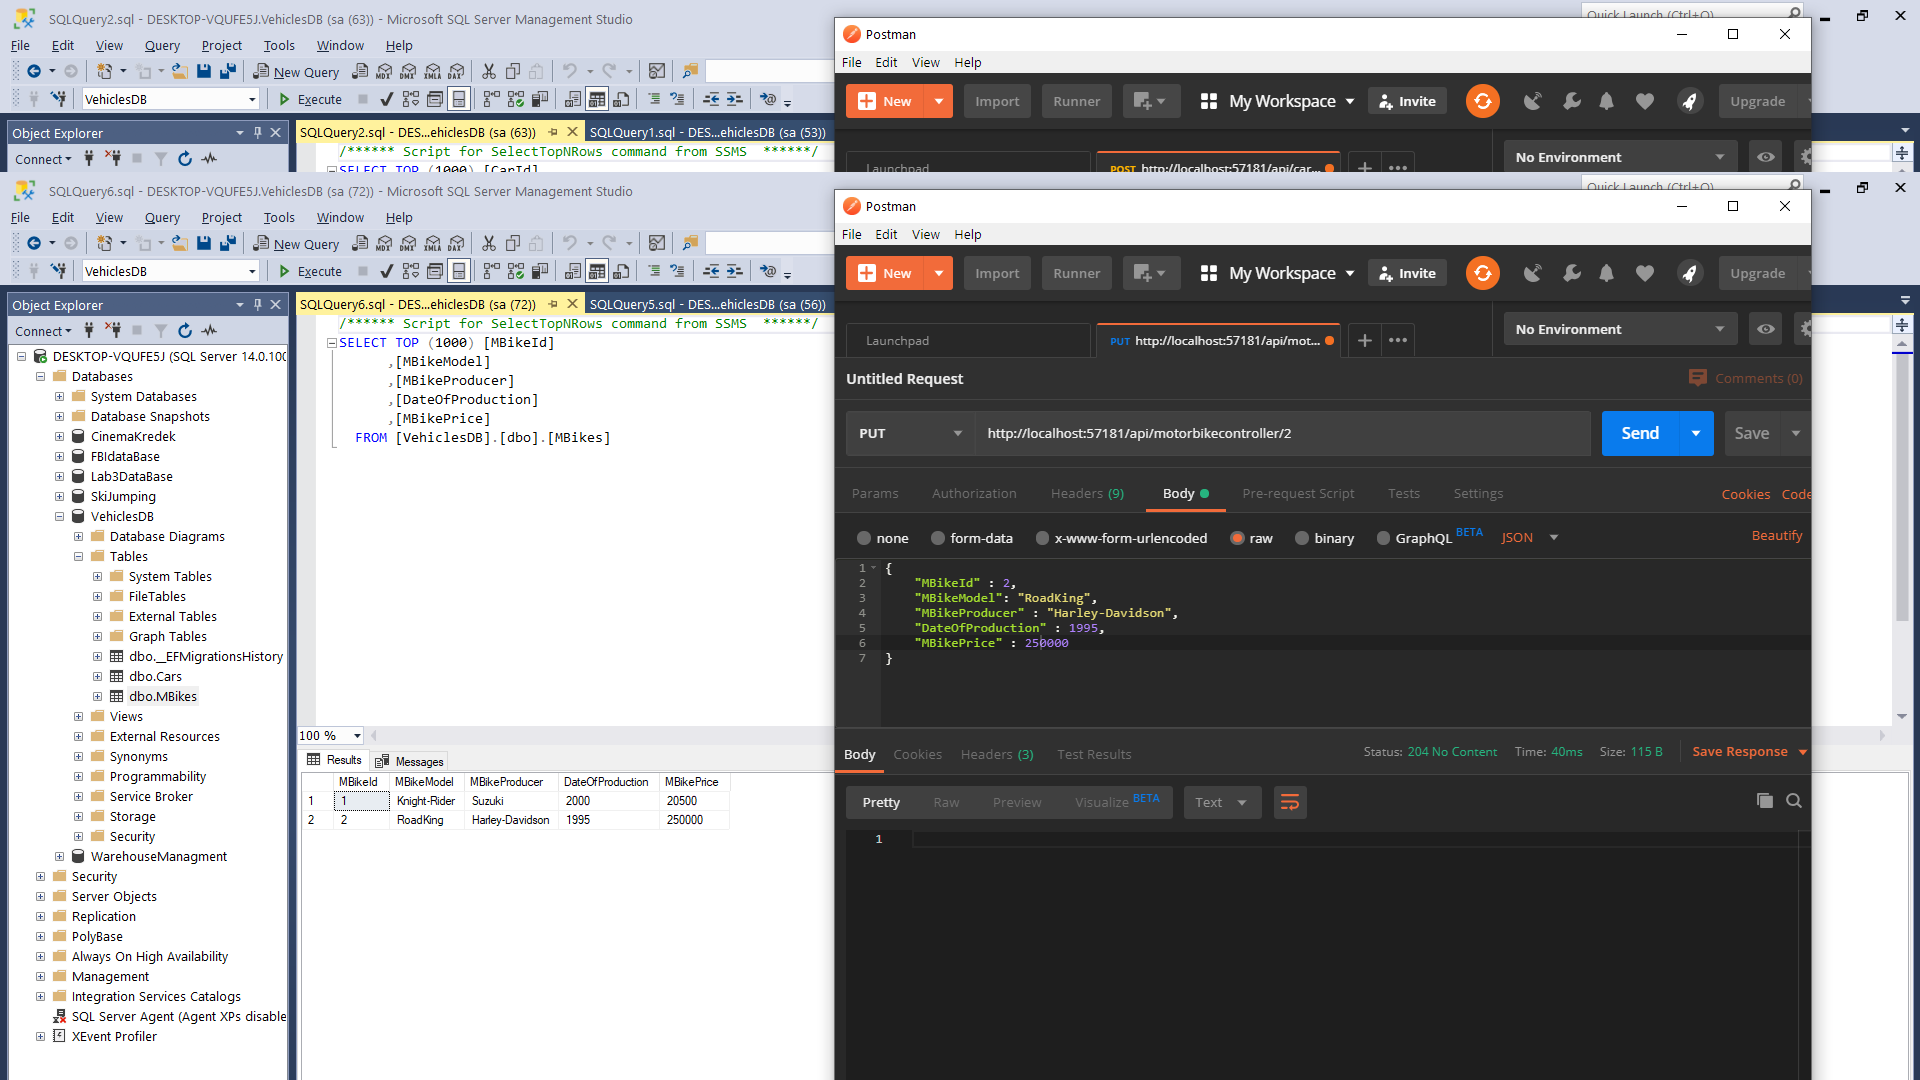 SQLQuery2.sql - DESKTOP-VQUFE5J.VehiclesDB (sa (63)) - Microsoft SQL Server Management Studio
Quick Launch (Ctrl+Q)
File Edit View Query Project Tools Window Help
New Query
MDX DMX XMLA DAX
VehiclesDB
Execute
Object Explorer
SQLQuery2.sql - DES...ehiclesDB (sa (63))
SQLQuery1.sql - DES...ehiclesDB (sa (53))
Connect
/****** Script for SelectTopNRows command from SSMS  ******/
SELECT TOP (1000) [CarId]
Postman
File Edit View Help
New
Import
Runner
My Workspace
Invite
Upgrade
Launchpad
POST http://localhost:57181/api/car...
No Environment
SQLQuery6.sql - DESKTOP-VQUFE5J.VehiclesDB (sa (72)) - Microsoft SQL Server Management Studio
Quick Launch (Ctrl+Q)
File Edit View Query Project Tools Window Help
New Query
MDX DMX XMLA DAX
VehiclesDB
Execute
Object Explorer
Connect
DESKTOP-VQUFE5J (SQL Server 14.0.100
Databases
System Databases
Database Snapshots
CinemaKredek
FBIdataBase
Lab3DataBase
SkiJumping
VehiclesDB
Database Diagrams
Tables
System Tables
FileTables
External Tables
Graph Tables
dbo.__EFMigrationsHistory
dbo.Cars
dbo.MBikes
Views
External Resources
Synonyms
Programmability
Service Broker
Storage
Security
WarehouseManagment
Security
Server Objects
Replication
PolyBase
Always On High Availability
Management
Integration Services Catalogs
SQL Server Agent (Agent XPs disable
XEvent Profiler
SQLQuery6.sql - DES...ehiclesDB (sa (72))
SQLQuery5.sql - DES...ehiclesDB (sa (56))
/****** Script for SelectTopNRows command from SSMS  ******/
SELECT TOP (1000) [MBikeId]
,[MBikeModel]
,[MBikeProducer]
,[DateOfProduction]
,[MBikePrice]
FROM [VehiclesDB].[dbo].[MBikes]
100 %
Results
Messages
MBikeId MBikeModel MBikeProducer DateOfProduction MBikePrice
1 1 Knight-Rider Suzuki 2000 20500
2 2 RoadKing Harley-Davidson 1995 250000
Postman
File Edit View Help
New
Import
Runner
My Workspace
Invite
Upgrade
Launchpad
PUT http://localhost:57181/api/mot...
No Environment
Untitled Request
Comments (0)
PUT
http://localhost:57181/api/motorbikecontroller/2
Send
Save
Params Authorization Headers (9) Body Pre-request Script Tests Settings Cookies Code
none form-data x-www-form-urlencoded raw binary GraphQL BETA JSON Beautify
1 {
2 "MBikeId" : 2,
3 "MBikeModel": "RoadKing",
4 "MBikeProducer" : "Harley-Davidson",
5 "DateOfProduction" : 1995,
6 "MBikePrice" : 250000
7 }
Body Cookies Headers (3) Test Results Status: 204 No Content Time: 40ms Size: 115 B Save Response
Pretty Raw Preview Visualize BETA Text
1